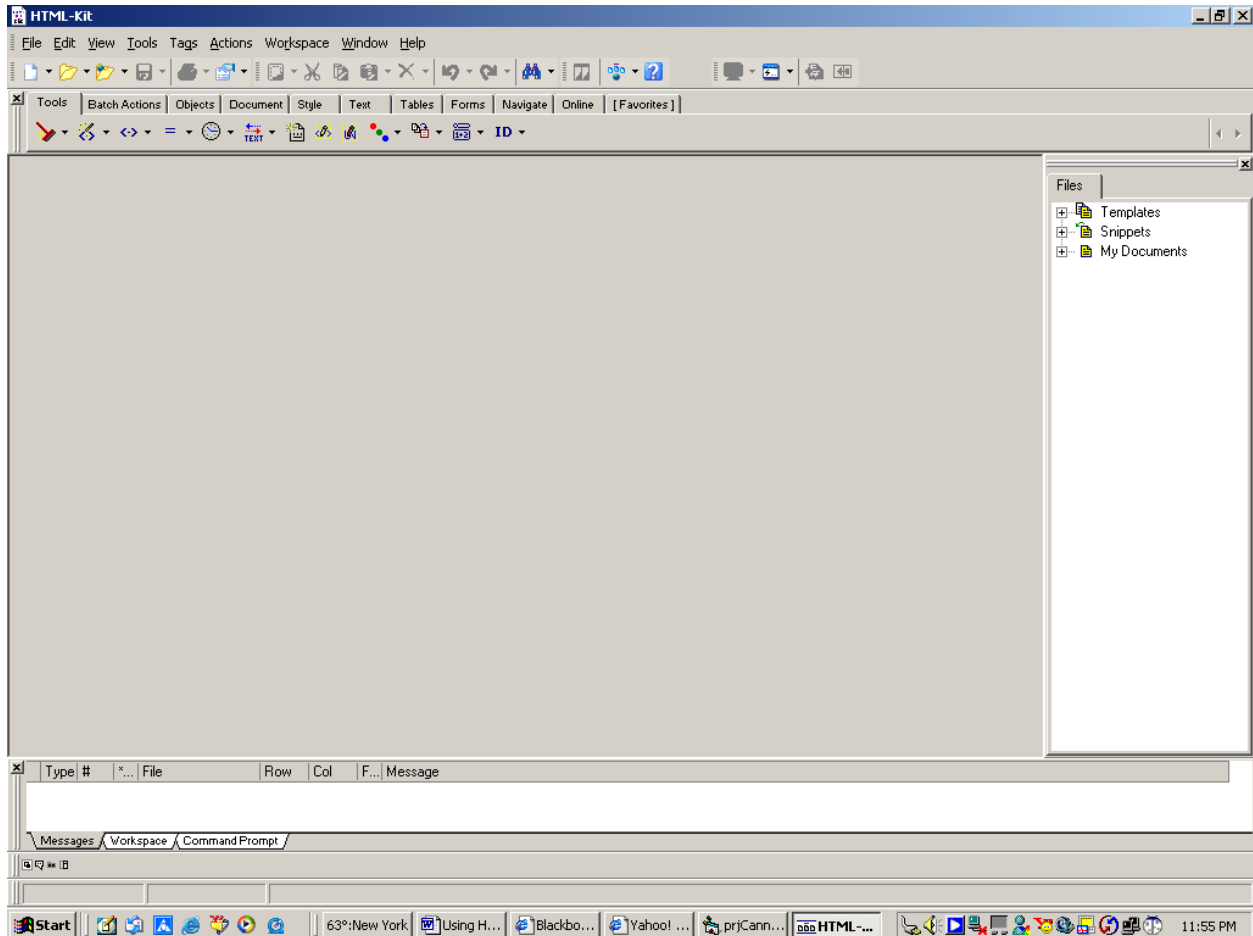 HTML-Kit
File Edit View Tools Tags Actions Workspace Window Help
Tools Batch Actions Objects Document Style Text Tables Forms Navigate Online [ Favorites ]
TEXT ID
Files
Templates
Snippets
My Documents
Type # *... File Row Col F... Message
Messages Workspace Command Prompt
Start 63°:New York Using H... Blackbo... Yahoo! ... prjCann... HTML-... 11:55 PM